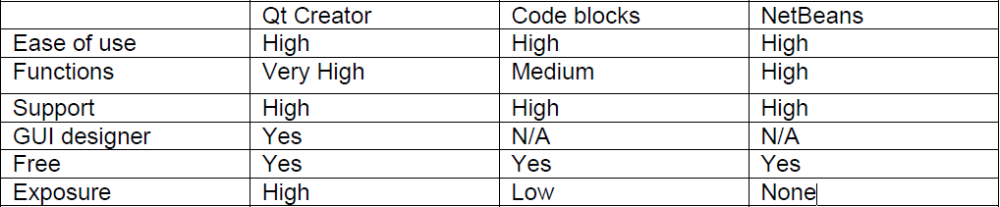 Qt Creator Code blocks NetBeans
Ease of use High High High
Functions Very High Medium High
Support High High High
GUI designer Yes N/A N/A
Free Yes Yes Yes
Exposure High Low None